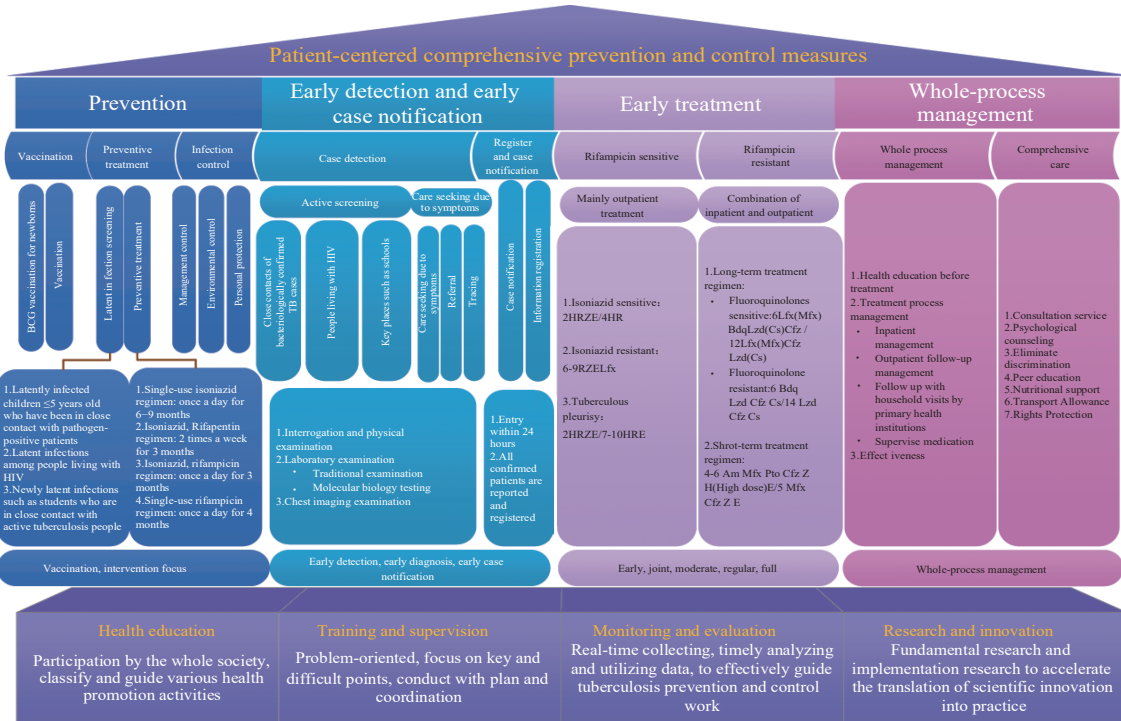 Patient-centered comprehensive prevention and control measures
Prevention
Early detection and early
case notification
Early treatment
Whole-process
management
Vaccination
Preventive
treatment
Infection
control
Case detection
Register
and case
notification
Rifampicin sensitive
Rifampicin
resistant
Whole process
management
Comprehensive
care
BCG vaccination for newborns
Vaccination
Latent in fection screening
Preventive treatment
Management control
Environmental control
Personal protection
Active screening
Care seeking due
to symptoms
Close contacts of
bacteriologically confirmed
TB cases
People living with HIV
Key places such as schools
Care seeking due to
symptoms
Referral
Tracing
Case notification
Information registration
Mainly outpatient
treatment
Combination of
inpatient and outpatient
1.Latently infected
children ≤5 years old
who have been in close
contact with pathogen-
positive patients
2.Latent infections
among people living with
HIV
3.Newly latent infections
such as students who are
in close contact with
active tuberculosis people
1.Single-use isoniazid
regimen: once a day for
6−9 months
2.Isoniazid, Rifapentin
regimen: 2 times a week
for 3 months
3.Isoniazid, rifampicin
regimen: once a day for 3
months
4.Single-use rifampicin
regimen: once a day for 4
months
1.Interrogation and physical
examination
2.Laboratory examination
• Traditional examination
• Molecular biology testing
3.Chest imaging examination
1.Entry
within 24
hours
2.All
confirmed
patients are
reported
and
registered
1.Isoniazid sensitive：
2HRZE/4HR
2.Isoniazid resistant：
6-9RZELfx
3.Tuberculous
pleurisy：
2HRZE/7-10HRE
1.Long-term treatment
regimen:
• Fluoroquinolones
sensitive:6Lfx(Mfx)
BdqLzd(Cs)Cfz /
12Lfx(Mfx)Cfz
Lzd(Cs)
• Fluoroquinolone
resistant:6 Bdq
Lzd Cfz Cs/14 Lzd
Cfz Cs
2.Shrot-term treatment
regimen:
4-6 Am Mfx Pto Cfz Z
H(High dose)E/5 Mfx
Cfz Z E
1.Health education before
treatment
2.Treatment process
management
• Inpatient
management
• Outpatient follow-up
management
• Follow up with
household visits by
primary health
institutions
• Supervise medication
3.Effect iveness
1.Consultation service
2.Psychological
counseling
3.Eliminate
discrimination
4.Peer education
5.Nutritional support
6.Transport Allowance
7.Rights Protection
Vaccination, intervention focus
Early detection, early diagnosis, early case
notification
Early, joint, moderate, regular, full
Whole-process management
Health education
Participation by the whole society,
classify and guide various health
promotion activities
Training and supervision
Problem-oriented, focus on key and
difficult points, conduct with plan and
coordination
Monitoring and evaluation
Real-time collecting, timely analyzing
and utilizing data, to effectively guide
tuberculosis prevention and control
work
Research and innovation
Fundamental research and
implementation research to accelerate
the translation of scientific innovation
into practice